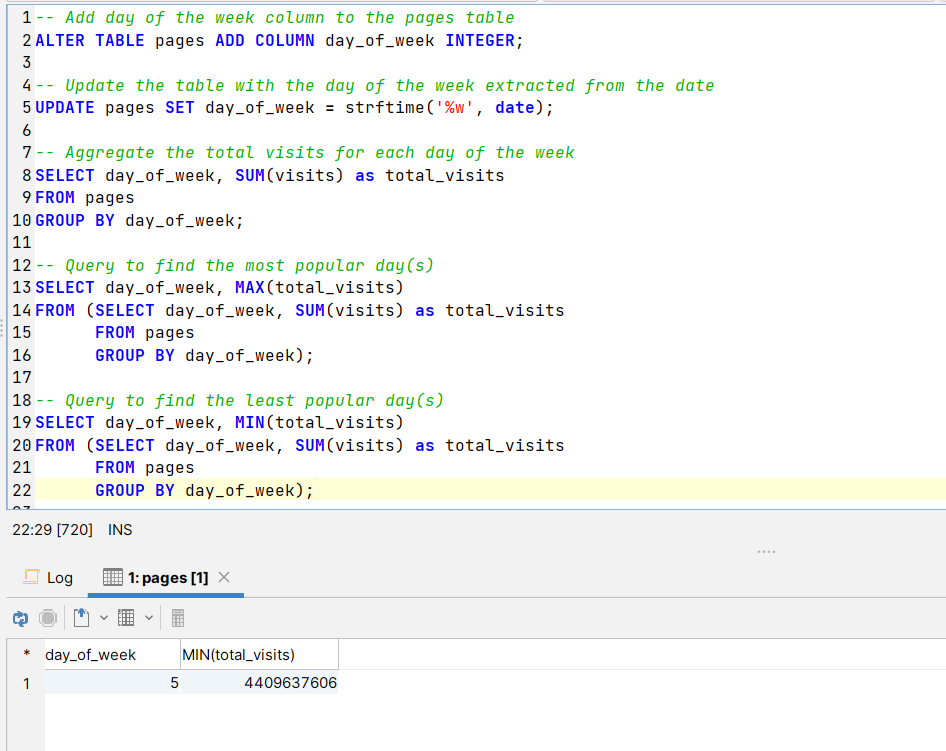 1 -- Add day of the week column to the pages table
2 ALTER TABLE pages ADD COLUMN day_of_week INTEGER;
3
4 -- Update the table with the day of the week extracted from the date
5 UPDATE pages SET day_of_week = strftime('%w', date);
6
7 -- Aggregate the total visits for each day of the week
8 SELECT day_of_week, SUM(visits) as total_visits
9 FROM pages
10 GROUP BY day_of_week;
11
12 -- Query to find the most popular day(s)
13 SELECT day_of_week, MAX(total_visits)
14 FROM (SELECT day_of_week, SUM(visits) as total_visits
15       FROM pages
16       GROUP BY day_of_week);
17
18 -- Query to find the least popular day(s)
19 SELECT day_of_week, MIN(total_visits)
20 FROM (SELECT day_of_week, SUM(visits) as total_visits
21       FROM pages
22       GROUP BY day_of_week);
22:29 [720] INS
Log 1: pages [1]
* day_of_week MIN(total_visits)
1 5 4409637606